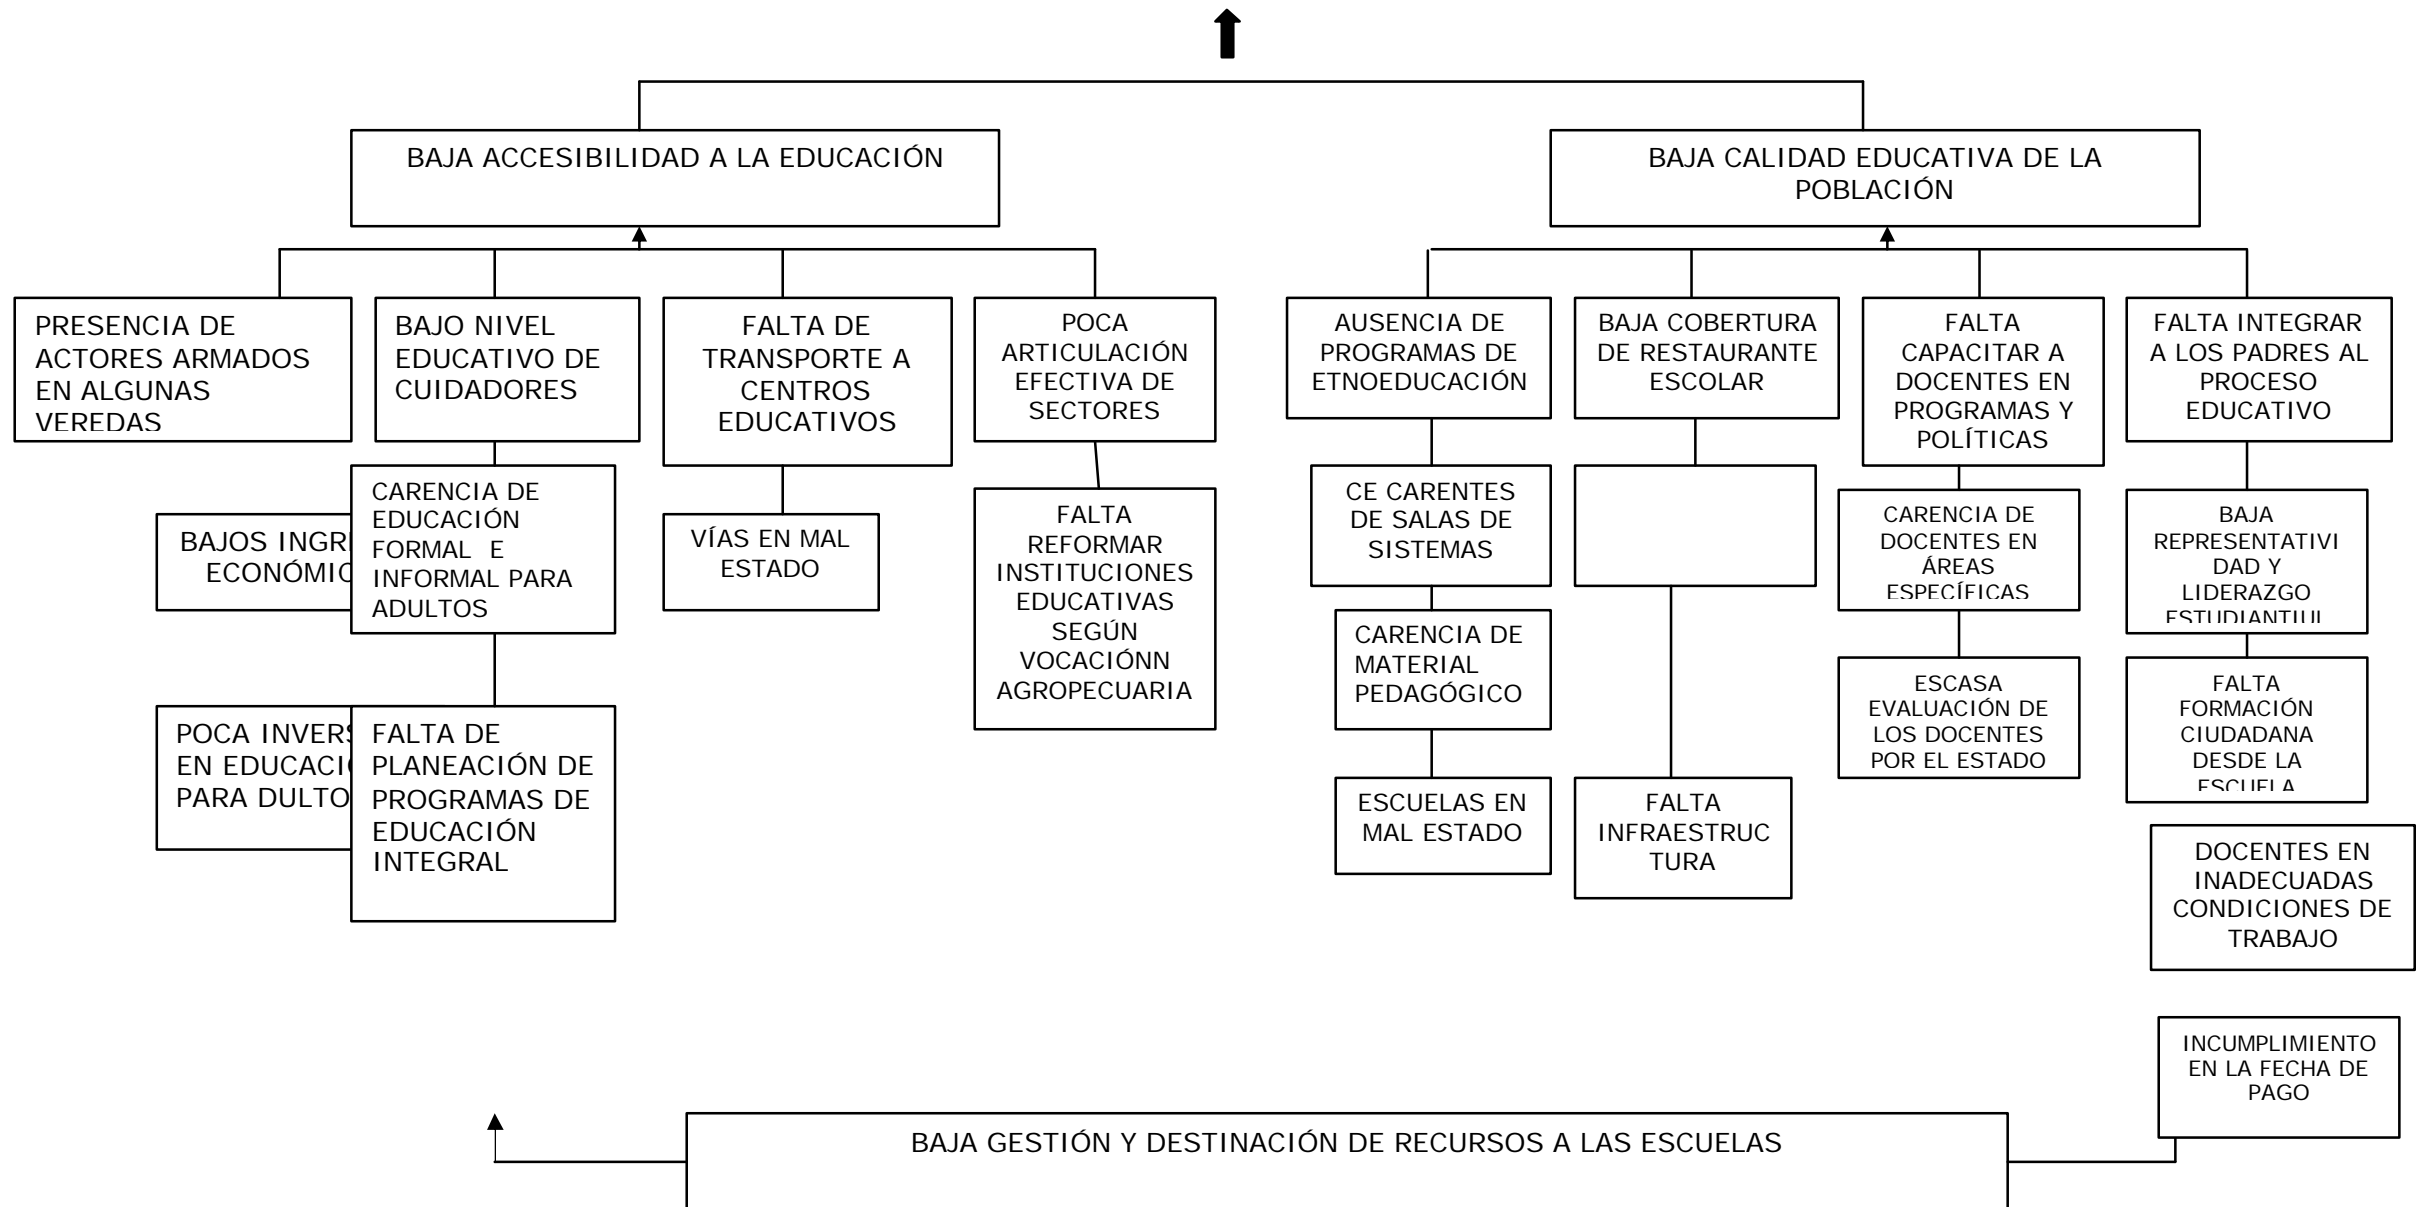 BAJA ACCESIBILIDAD A LA EDUCACIÓN
BAJA CALIDAD EDUCATIVA DE LA
POBLACIÓN
PRESENCIA DE
ACTORES ARMADOS
EN ALGUNAS
VEREDAS
BAJO NIVEL
EDUCATIVO DE
CUIDADORES
FALTA DE
TRANSPORTE A
CENTROS
EDUCATIVOS
POCA
ARTICULACIÓN
EFECTIVA DE
SECTORES
AUSENCIA DE
PROGRAMAS DE
ETNOEDUCACIÓN
BAJA COBERTURA
DE RESTAURANTE
ESCOLAR
FALTA
CAPACITAR A
DOCENTES EN
PROGRAMAS Y
POLÍTICAS
FALTA INTEGRAR
A LOS PADRES AL
PROCESO
EDUCATIVO
BAJOS
CARENCIA DE
EDUCACIÓN
FORMAL E
INFORMAL PARA
ADULTOS
VÍAS EN MAL
ESTADO
FALTA
REFORMAR
INSTITUCIONES
EDUCATIVAS
SEGÚN
VOCACIÓNN
AGROPECUARIA
CE CARENTES
DE SALAS DE
SISTEMAS
CARENCIA DE
DOCENTES EN
ÁREAS
ESPECÍFICAS
BAJA
REPRESENTATIVI
DAD Y
LIDERAZGO
ESTUDIANTIUL
CARENCIA DE
MATERIAL
PEDAGÓGICO
POCA
EN
PARA DULTO
FALTA DE
PLANEACIÓN DE
PROGRAMAS DE
EDUCACIÓN
INTEGRAL
ESCASA
EVALUACIÓN DE
LOS DOCENTES
POR EL ESTADO
FALTA
FORMACIÓN
CIUDADANA
DESDE LA
ESCUELA
ESCUELAS EN
MAL ESTADO
FALTA
INFRAESTRUC
TURA
DOCENTES EN
INADECUADAS
CONDICIONES DE
TRABAJO
INCUMPLIMIENTO
EN LA FECHA DE
PAGO
BAJA GESTIÓN Y DESTINACIÓN DE RECURSOS A LAS ESCUELAS